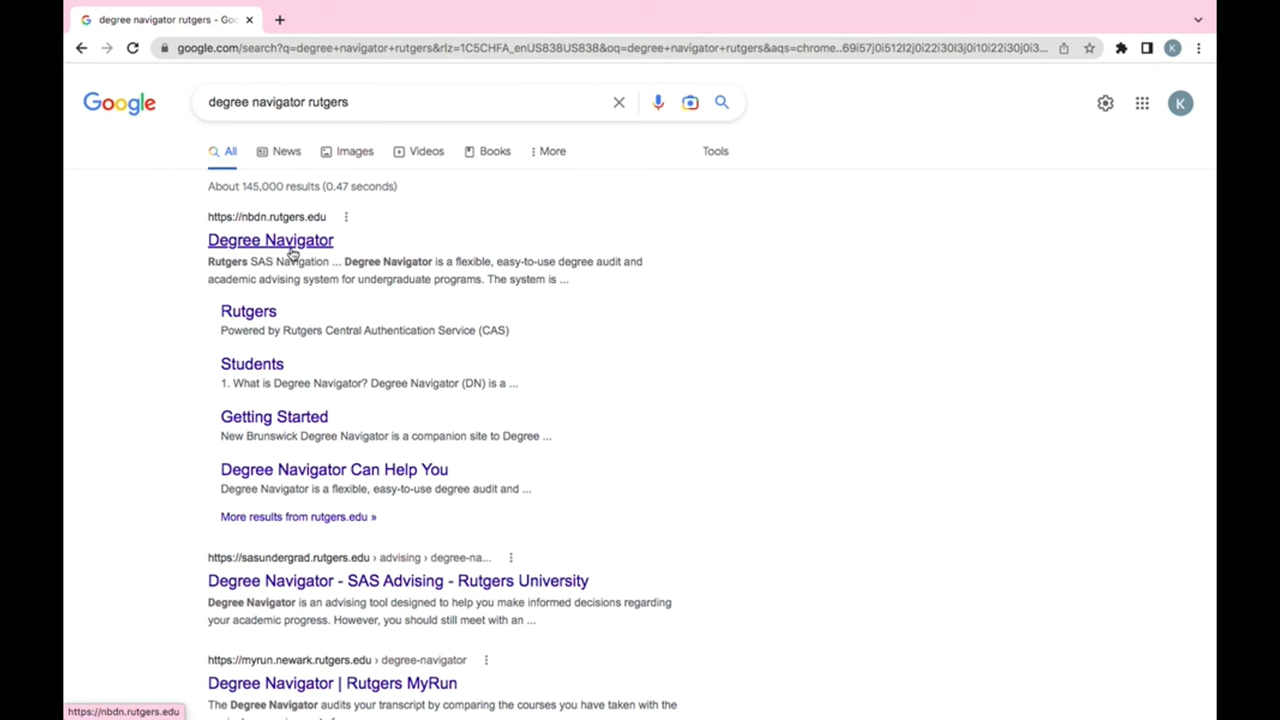 degree navigator rutgers - Goo
google.com/search?q=degree+navigator+rutgers&rlz=1C5CHFA_enUS838US838&oq=degree+navigator+rutgers&aqs=chrome..69i57j0i512l2j0i22i30l3j0i10i22i30j0i3...
K
Google
degree navigator rutgers
K
All
News
Images
Videos
Books
More
Tools
About 145,000 results (0.47 seconds)
https://nbdn.rutgers.edu
Degree Navigator
Rutgers SAS Navigation ... Degree Navigator is a flexible, easy-to-use degree audit and
academic advising system for undergraduate programs. The system is ...
Rutgers
Powered by Rutgers Central Authentication Service (CAS)
Students
1. What is Degree Navigator? Degree Navigator (DN) is a ...
Getting Started
New Brunswick Degree Navigator is a companion site to Degree ...
Degree Navigator Can Help You
Degree Navigator is a flexible, easy-to-use degree audit and ...
More results from rutgers.edu »
https://sasundergrad.rutgers.edu › advising › degree-na...
Degree Navigator - SAS Advising - Rutgers University
Degree Navigator is an advising tool designed to help you make informed decisions regarding
your academic progress. However, you should still meet with an ...
https://myrun.newark.rutgers.edu › degree-navigator
Degree Navigator | Rutgers MyRun
The Degree Navigator audits your transcript by comparing the courses you have taken with the
https://nbdn.rutgers.edu